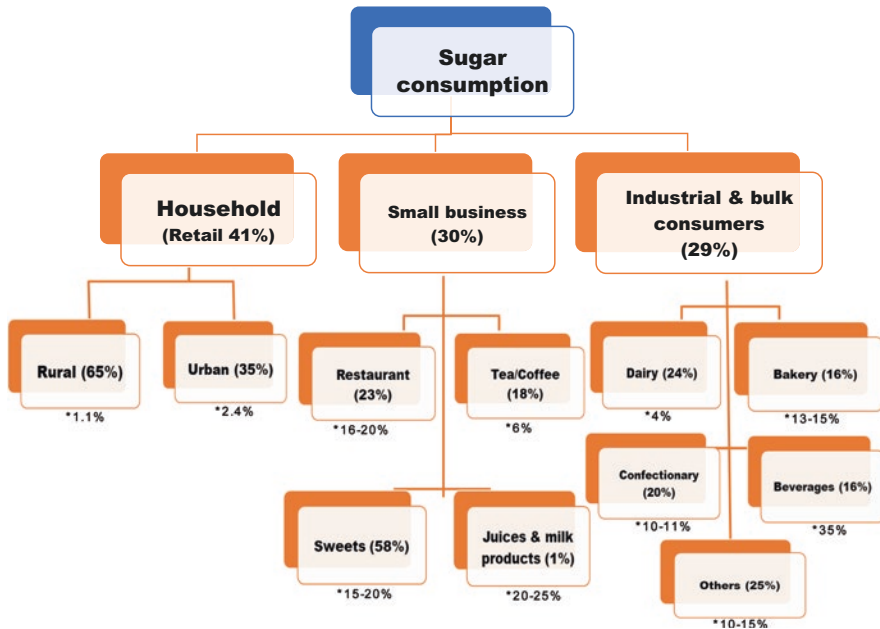 Sugar
consumption
Household
(Retail 41%)
Small business
(30%)
Industrial & bulk
consumers
(29%)
Rural (65%)
*1.1%
Urban (35%)
*2.4%
Restaurant
(23%)
*16-20%
Tea/Coffee
(18%)
*6%
Dairy (24%)
*4%
Bakery (16%)
*13-15%
Sweets (58%)
*15-20%
Juices & milk
products (1%)
*20-25%
Confectionary
(20%)
*10-11%
Beverages (16%)
*35%
Others (25%)
*10-15%